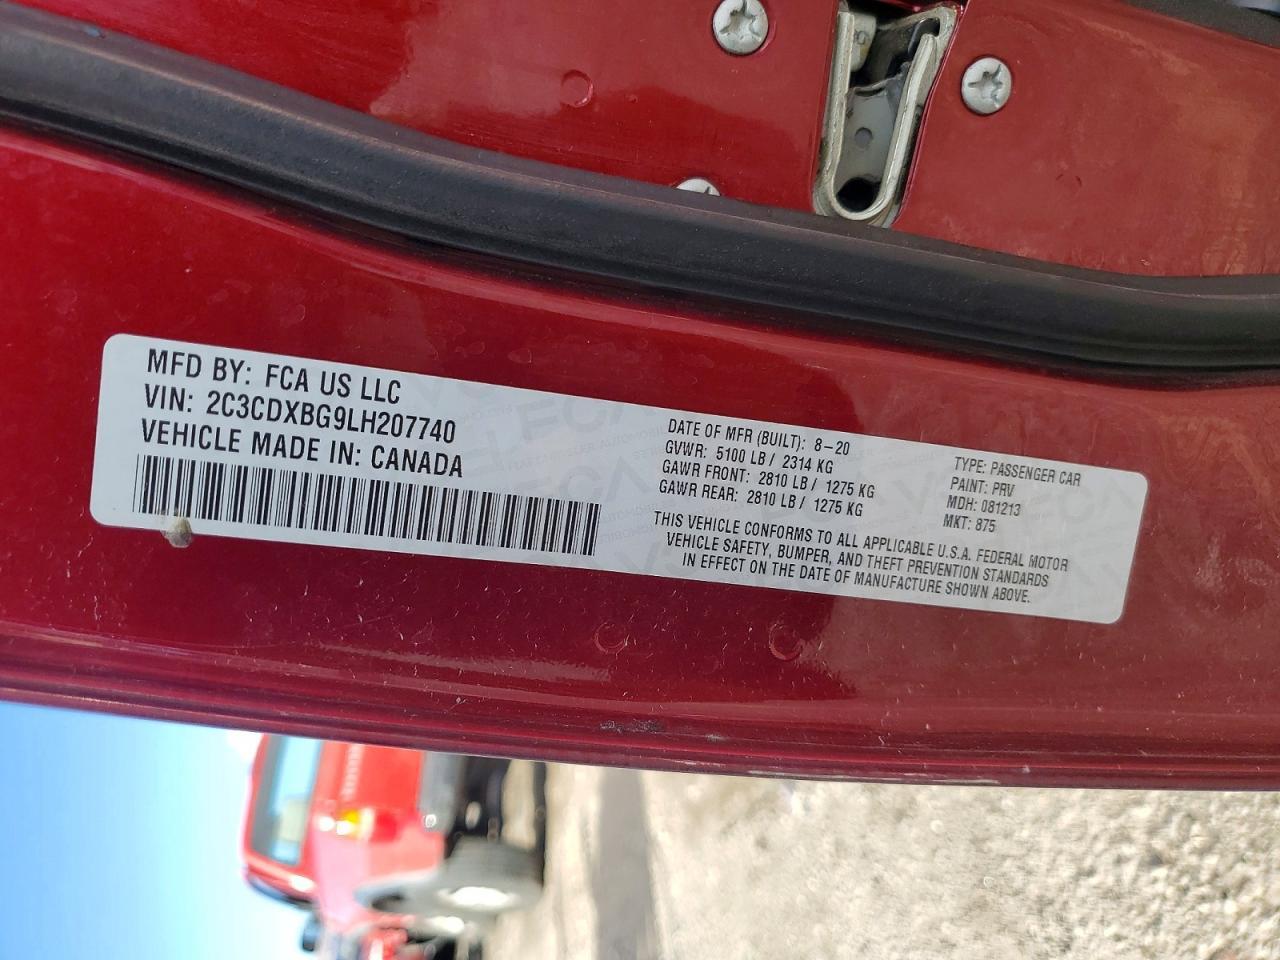 MFD BY: FCA US LLC
VIN: 2C3CDXBG9LH207740
VEHICLE MADE IN: CANADA
DATE OF MFR (BUILT): 8-20
GVWR: 5100 LB / 2314 KG
GAWR FRONT: 2810 LB / 1275 KG
GAWR REAR: 2810 LB / 1275 KG
TYPE: PASSENGER CAR
PAINT: PRV
MDH: 081213
MKT: 875
THIS VEHICLE CONFORMS TO ALL APPLICABLE U.S.A. FEDERAL MOTOR
VEHICLE SAFETY, BUMPER, AND THEFT PREVENTION STANDARDS
IN EFFECT ON THE DATE OF MANUFACTURE SHOWN ABOVE.